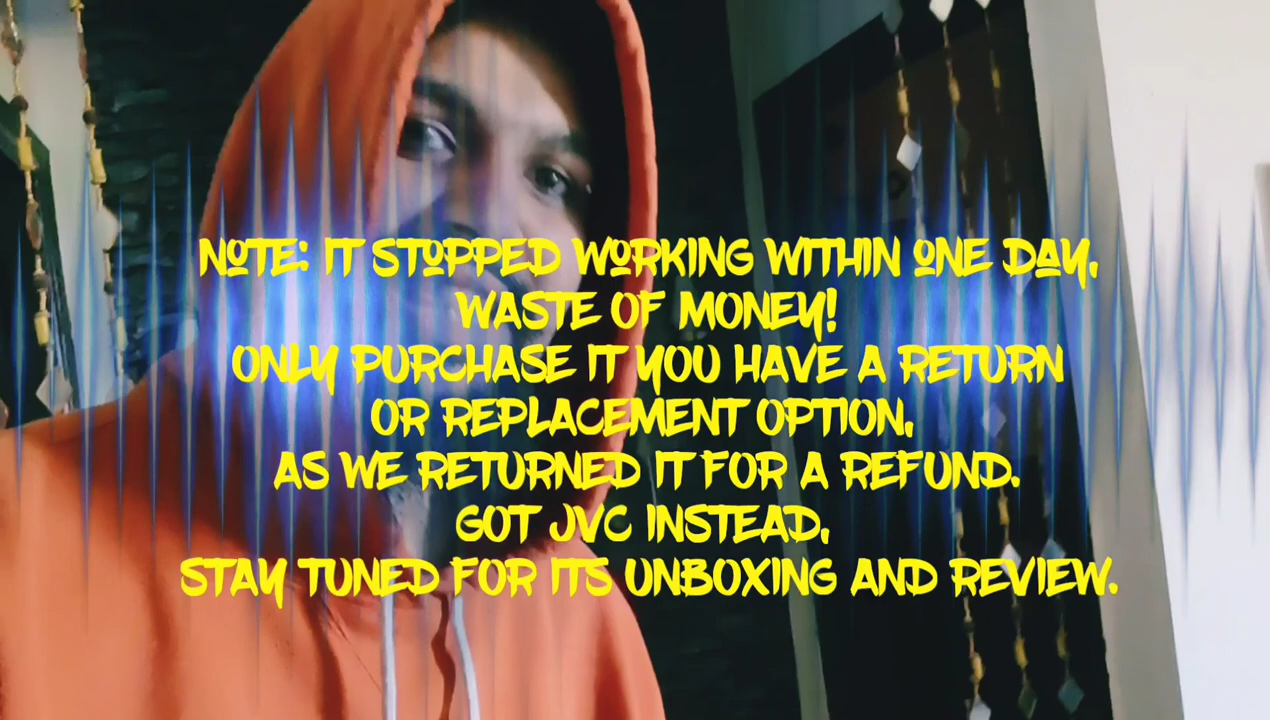 NOTE: IT STOPPED WORKING WITHIN ONE DAY,
WASTE OF MONEY!
ONLY PURCHASE IT YOU HAVE A RETURN
OR REPLACEMENT OPTION,
AS WE RETURNED IT FOR A REFUND.
GOT JVC INSTEAD,
STAY TUNED FOR ITS UNBOXING AND REVIEW.